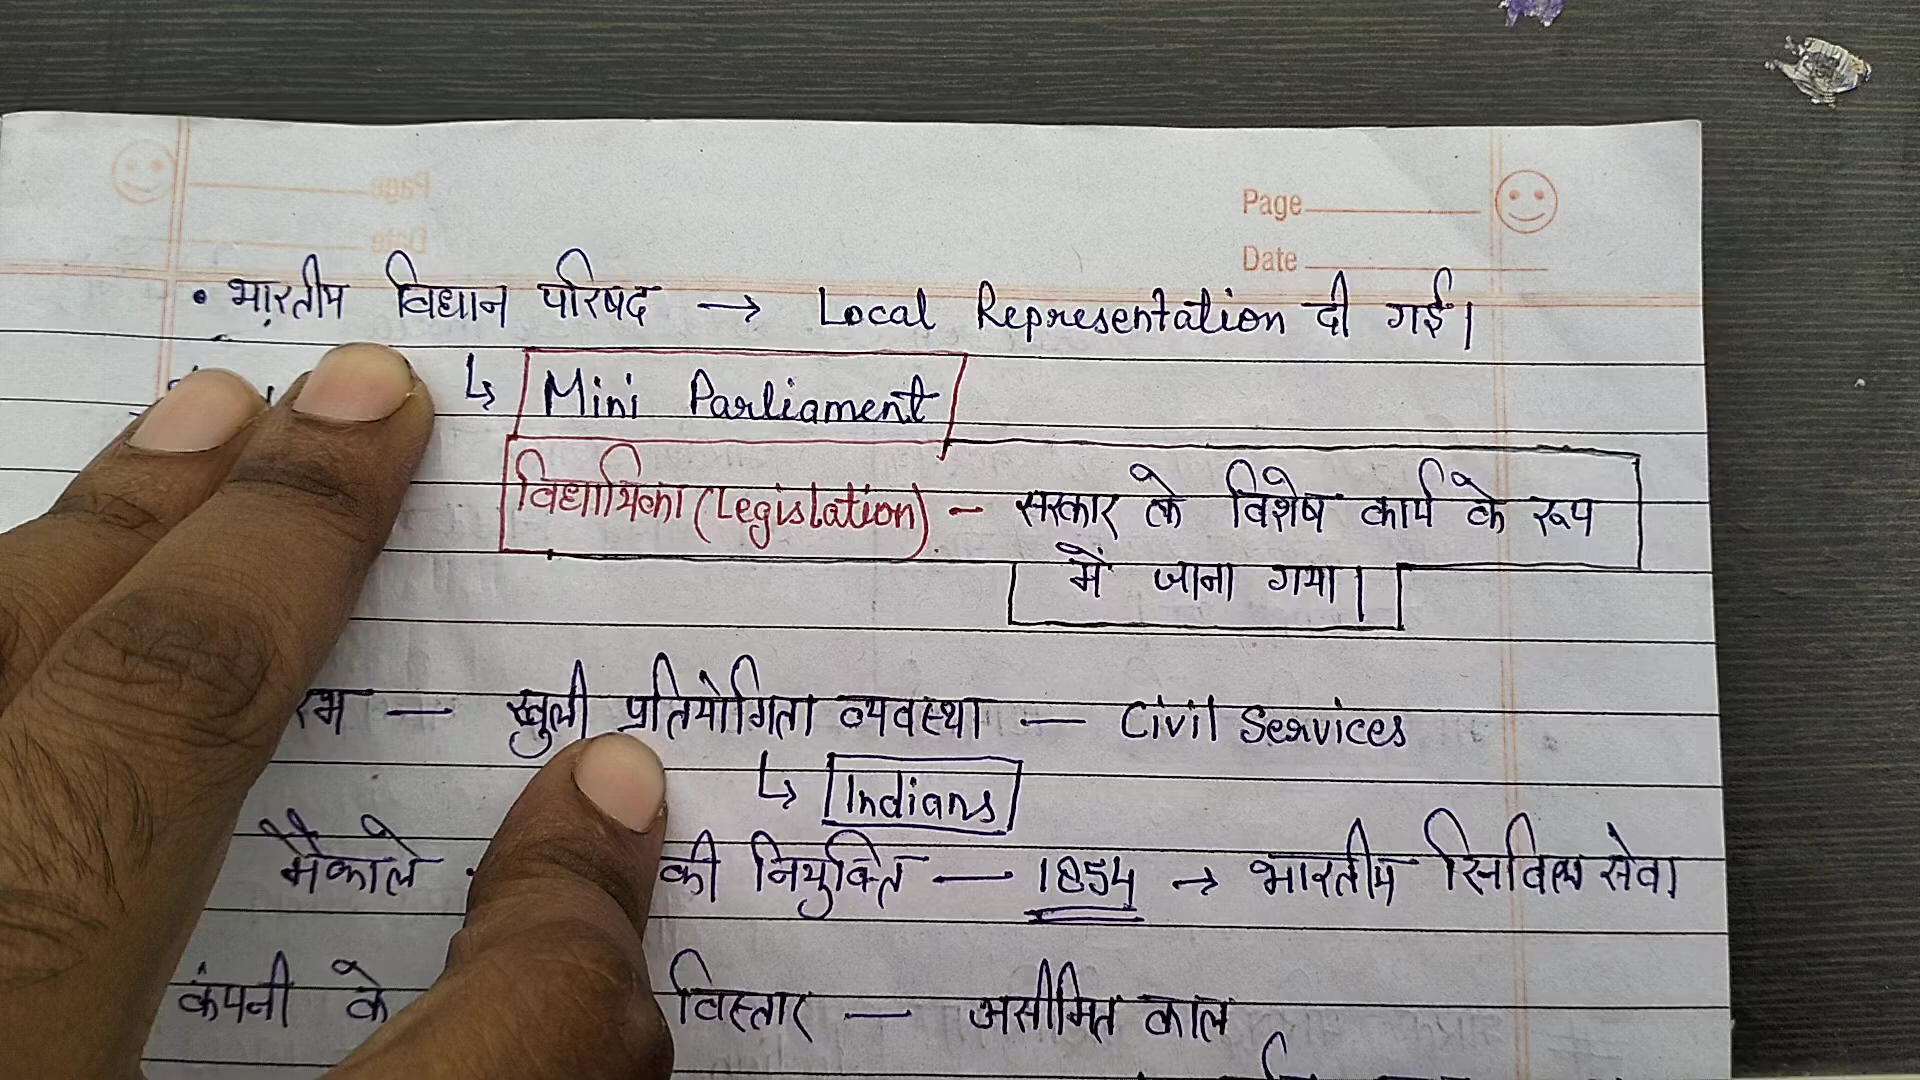 Page
Date
• भारतीय विधान परिषद → Local Representation दी गई।
↳ Mini Parliament
विधायिका (Legislation) - सरकार के विशेष कार्य के रूप
में जाना गया।
रम्भ — खुली प्रतियोगिता व्यवस्था — Civil Services
↳ Indians
मैकाले की नियुक्ति — 1854 → भारतीय सिविल सेवा
कंपनी के विस्तार — असीमित काल